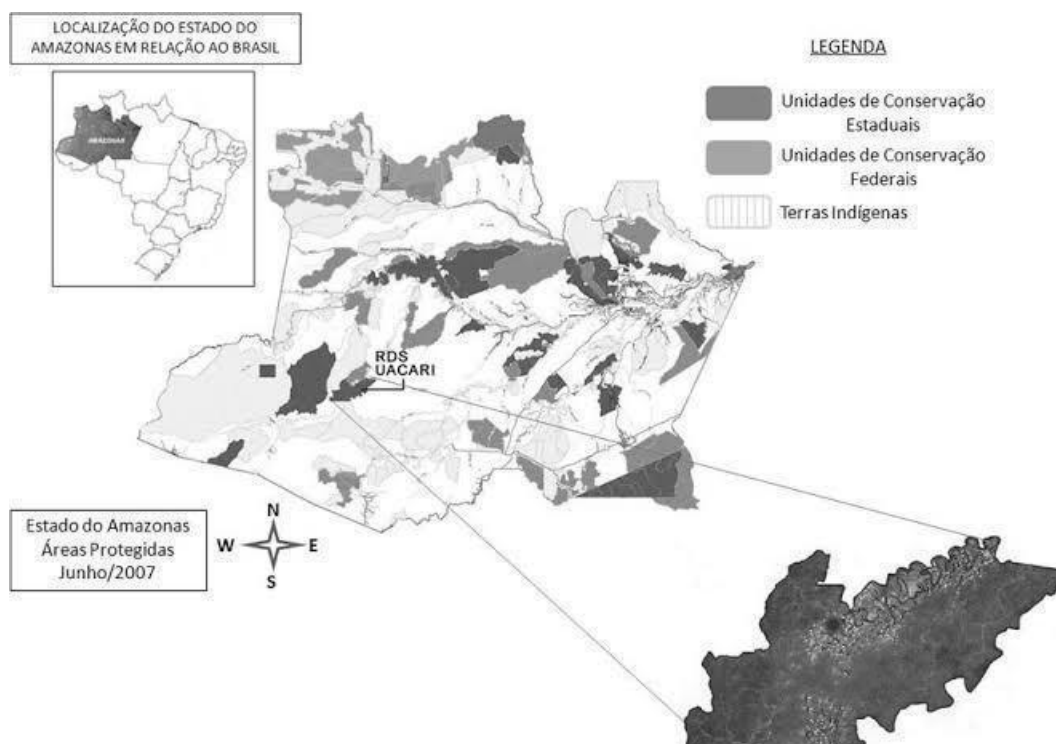 LOCALIZAÇÃO DO ESTADO DO
AMAZONAS EM RELAÇÃO AO BRASIL
AMAZONAS
LEGENDA
Unidades de Conservação
Estaduais
Unidades de Conservação
Federais
Terras Indígenas
RDS
UACARI
Estado do Amazonas
Áreas Protegidas
Junho/2007
N
W
E
S